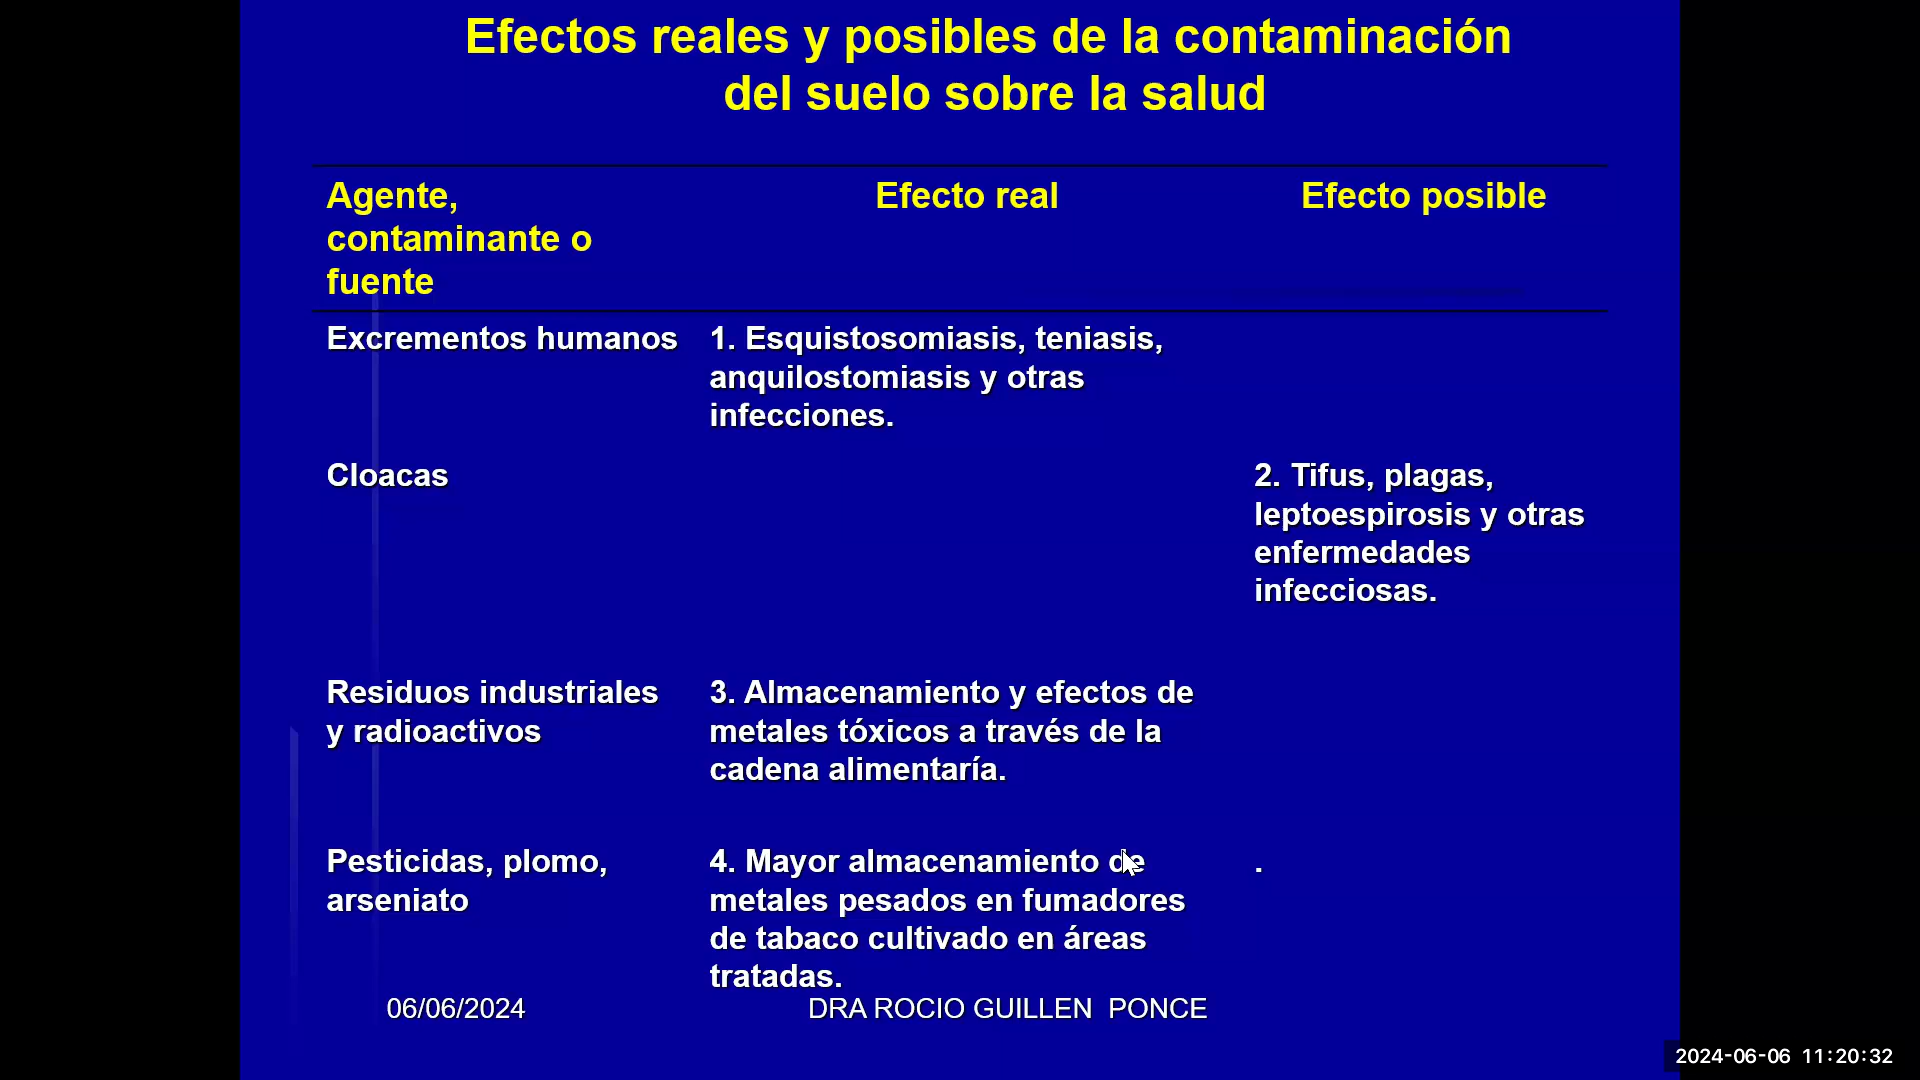 Efectos reales y posibles de la contaminación
del suelo sobre la salud
Agente,
contaminante o
fuente
Efecto real
Efecto posible
Excrementos humanos
1. Esquistosomiasis, teniasis,
anquilostomiasis y otras
infecciones.
Cloacas
2. Tifus, plagas,
leptoespirosis y otras
enfermedades
infecciosas.
Residuos industriales
y radioactivos
3. Almacenamiento y efectos de
metales tóxicos a través de la
cadena alimentaría.
Pesticidas, plomo,
arseniato
4. Mayor almacenamiento de
metales pesados en fumadores
de tabaco cultivado en áreas
tratadas.
.
06/06/2024
DRA ROCIO GUILLEN  PONCE
2024-06-06 11:20:32